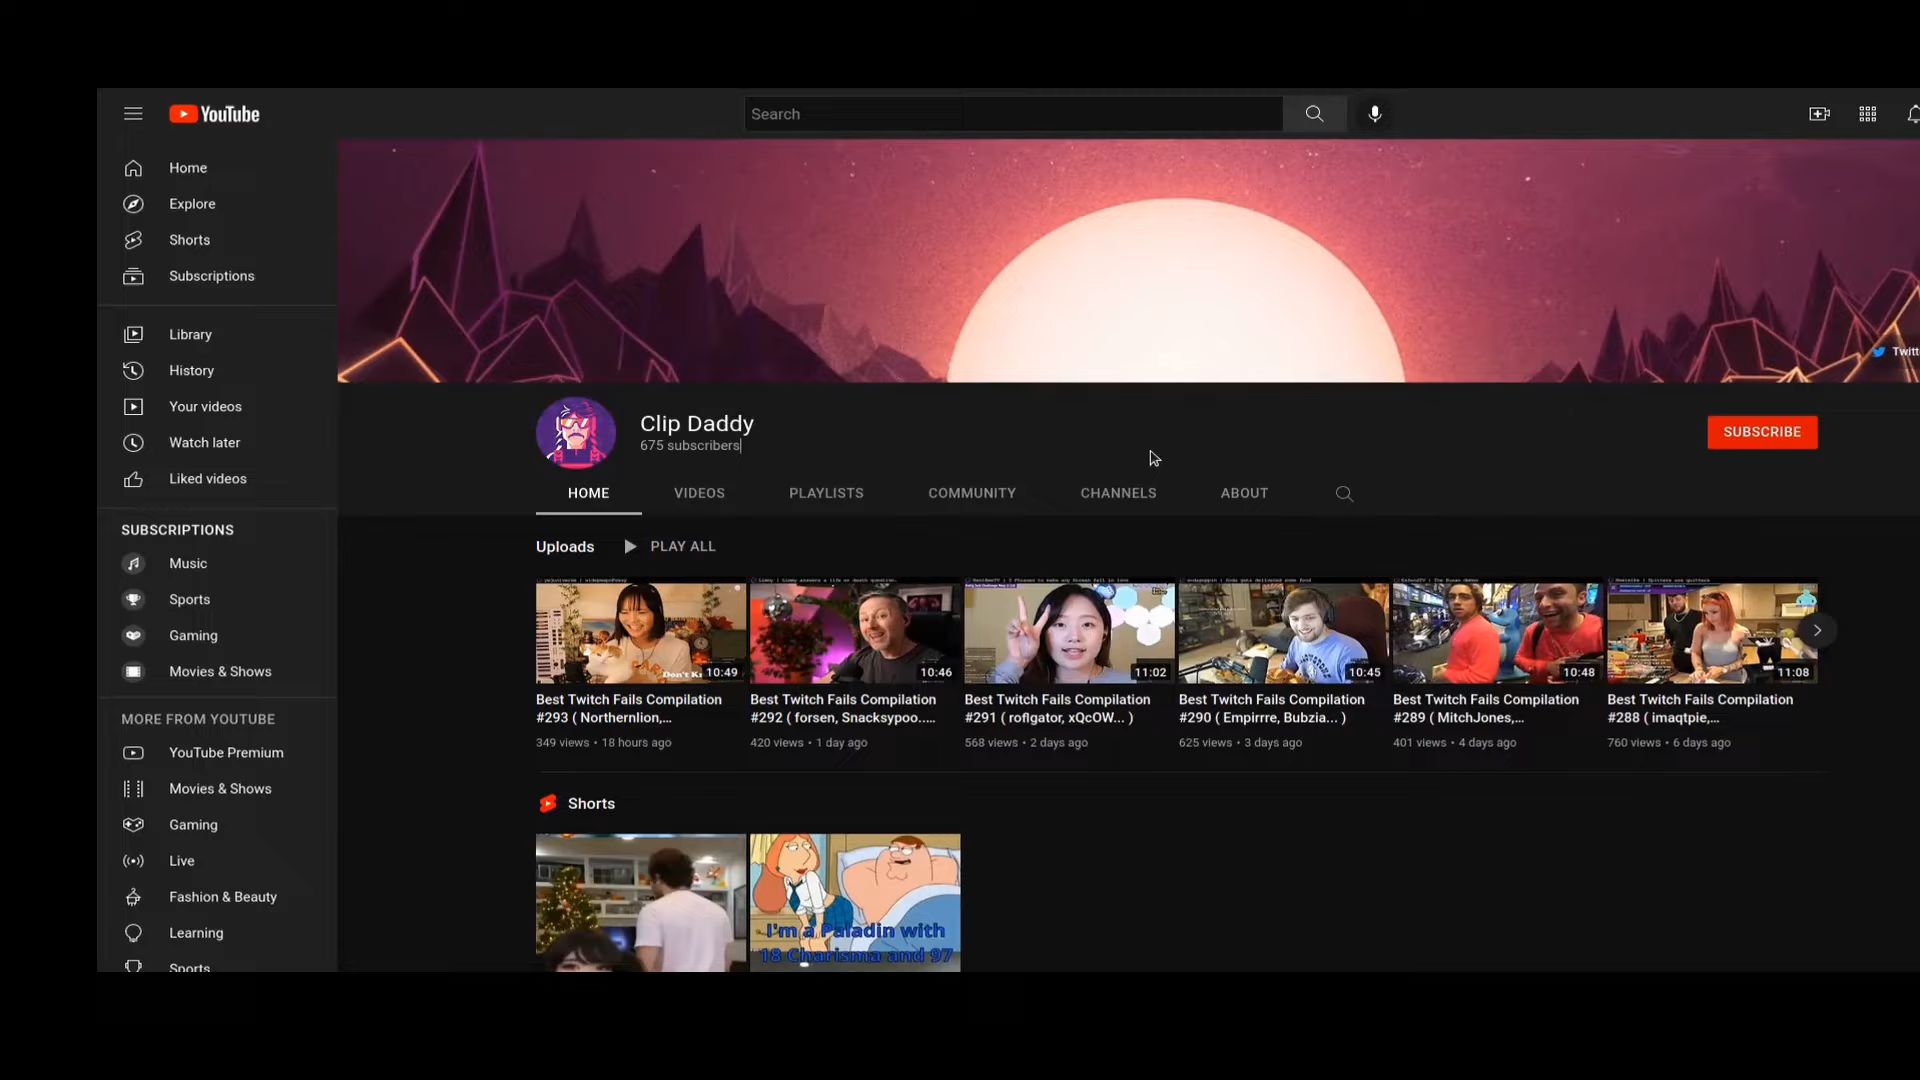 YouTube
Search
Home
Explore
Shorts
Subscriptions
Library
History
Your videos
Watch later
Liked videos
SUBSCRIPTIONS
Music
Sports
Gaming
Movies & Shows
MORE FROM YOUTUBE
YouTube Premium
Movies & Shows
Gaming
Live
Fashion & Beauty
Learning
Sports
Twitt
Clip Daddy
675 subscribers
SUBSCRIBE
HOME VIDEOS PLAYLISTS COMMUNITY CHANNELS ABOUT
Uploads PLAY ALL
10:49 10:46 11:02 10:45 10:48 11:08
Best Twitch Fails Compilation
#293 ( Northernlion,...
349 views • 18 hours ago
Best Twitch Fails Compilation
#292 ( forsen, Snacksypoo.....
420 views • 1 day ago
Best Twitch Fails Compilation
#291 ( roflgator, xQcOW... )
568 views • 2 days ago
Best Twitch Fails Compilation
#290 ( Empirrre, Bubzia... )
625 views • 3 days ago
Best Twitch Fails Compilation
#289 ( MitchJones,...
401 views • 4 days ago
Best Twitch Fails Compilation
#288 ( imaqtpie,...
760 views • 6 days ago
Shorts
I'm a Paladin with
18 Charisma and 97